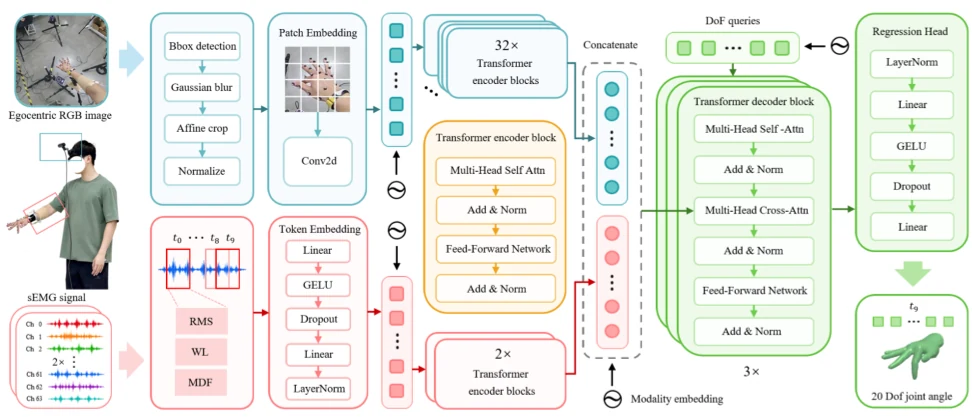 Egocentric RGB image
sEMG signal
Ch 0
Ch 1
Ch 2
2×
Ch 61
Ch 62
Ch 63
Bbox detection
Gaussian blur
Affine crop
Normalize
Patch Embedding
Conv2d
t0 ... t8 t9
RMS
WL
MDF
Token Embedding
Linear
GELU
Dropout
Linear
LayerNorm
32×
Transformer
encoder blocks
Transformer encoder block
Multi-Head Self Attn
Add & Norm
Feed-Forward Network
Add & Norm
2×
Transformer
encoder blocks
Concatenate
Modality embedding
DoF queries
Transformer decoder block
Multi-Head Self -Attn
Add & Norm
Multi-Head Cross-Attn
Add & Norm
Feed-Forward Network
Add & Norm
3×
Regression Head
LayerNorm
Linear
GELU
Dropout
Linear
t9
20 Dof joint angle